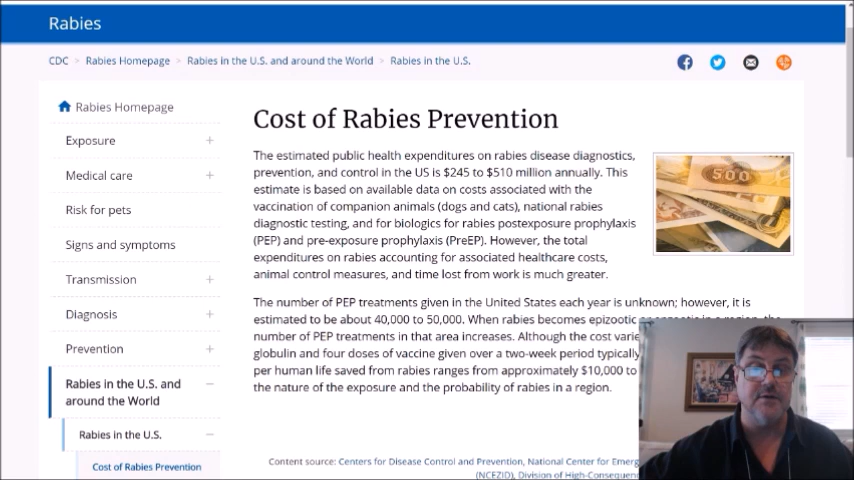 Rabies
CDC > Rabies Homepage > Rabies in the U.S. and around the World > Rabies in the U.S.
Rabies Homepage
Exposure +
Medical care +
Risk for pets
Signs and symptoms
Transmission +
Diagnosis +
Prevention +
Rabies in the U.S. and −
around the World
Rabies in the U.S. −
Cost of Rabies Prevention
Cost of Rabies Prevention
The estimated public health expenditures on rabies disease diagnostics,
prevention, and control in the US is $245 to $510 million annually. This
estimate is based on available data on costs associated with the
vaccination of companion animals (dogs and cats), national rabies
diagnostic testing, and for biologics for rabies postexposure prophylaxis
(PEP) and pre-exposure prophylaxis (PreEP). However, the total
expenditures on rabies accounting for associated healthcare costs,
animal control measures, and time lost from work is much greater.
500
The number of PEP treatments given in the United States each year is unknown; however, it is
estimated to be about 40,000 to 50,000. When rabies becomes epizootic
number of PEP treatments in that area increases. Although the cost
globulin and four doses of vaccine given over a two-week period typically
per human life saved from rabies ranges from approximately $10,000 to
the nature of the exposure and the probability of rabies in a region.
Content source: Centers for Disease Control and Prevention, National Center for
(NCEZID), Division of